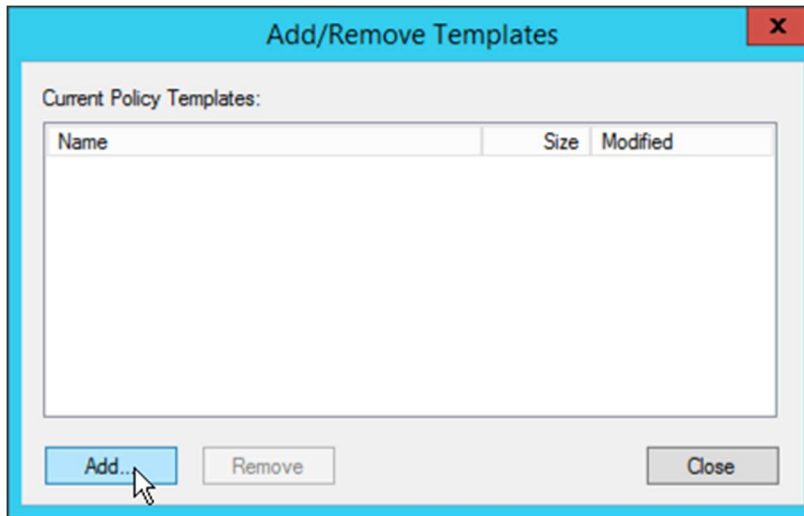 Add/Remove Templates
x
Current Policy Templates:
Name Size Modified
Add... Remove Close